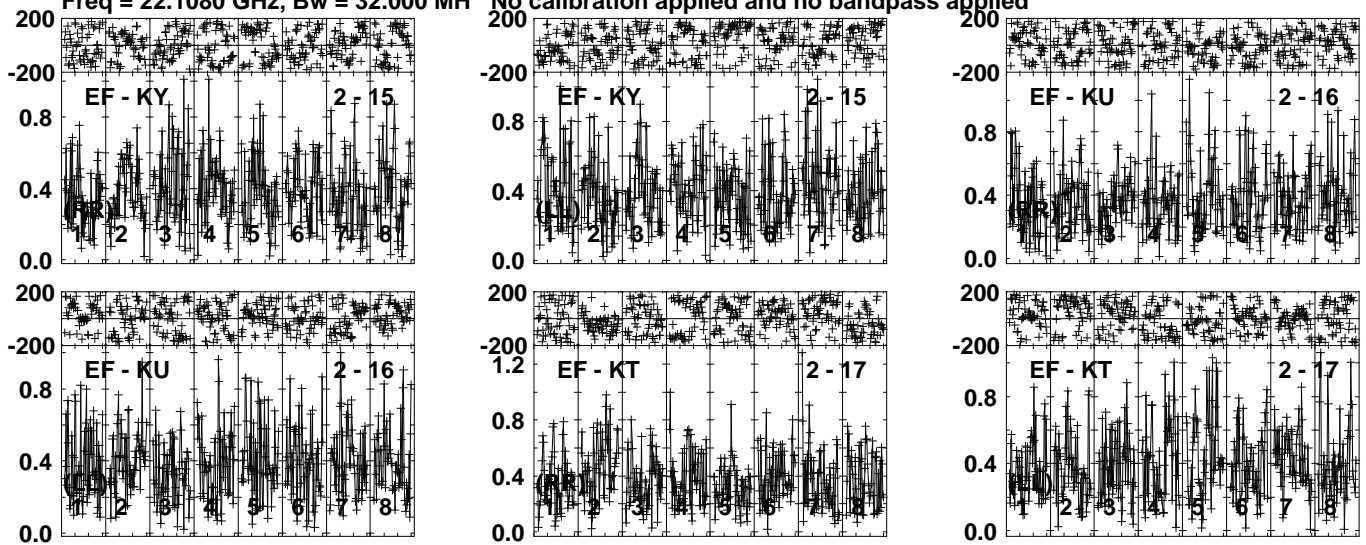 Freq = 22.1080 GHz, Bw = 32.000 MH No calibration applied and no bandpass applied
200 200 200
-200 -200 -200
EF - KY 2 - 15 EF - KY 2 - 15 EF - KU 2 - 16
0.8 0.8 0.8
0.4 0.4 0.4
(RR) (LL) (RR)
1 2 3 4 5 6 7 8 1 2 3 4 5 6 7 8 1 2 3 4 5 6 7 8
0.0 0.0 0.0
200 200 200
-200 -200 -200
EF - KU 2 - 16 1.2 EF - KT 2 - 17 EF - KT 2 - 17
0.8 0.8 0.8
0.4 0.4 0.4
(LL) (RR) (LL)
1 2 3 4 5 6 7 8 1 2 3 4 5 6 7 8 1 2 3 4 5 6 7 8
0.0 0.0 0.0